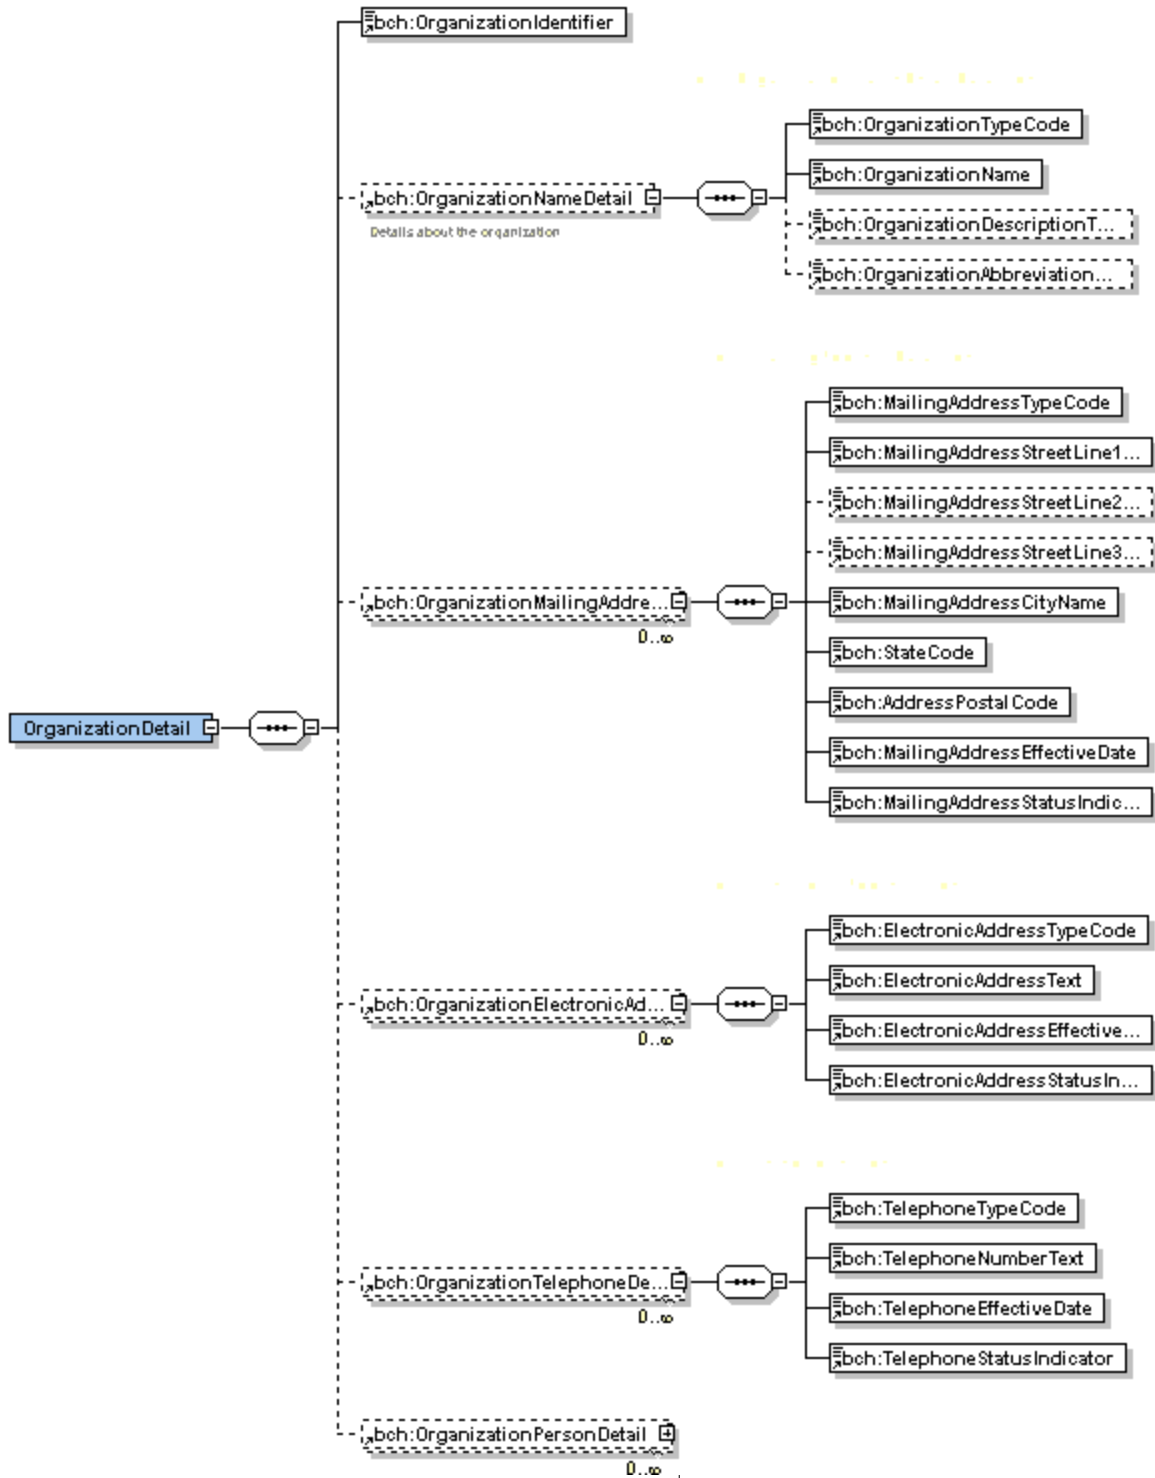 bch:OrganizationIdentifier
bch:OrganizationNameDetail
Details about the organization
bch:OrganizationTypeCode
bch:OrganizationName
bch:OrganizationDescriptionT...
bch:OrganizationAbbreviation...
bch:OrganizationMailingAddre...
0..∞
bch:MailingAddressTypeCode
bch:MailingAddressStreetLine1...
bch:MailingAddressStreetLine2...
bch:MailingAddressStreetLine3...
bch:MailingAddressCityName
bch:StateCode
bch:AddressPostalCode
bch:MailingAddressEffectiveDate
bch:MailingAddressStatusIndic...
OrganizationDetail
bch:OrganizationElectronicAd...
0..∞
bch:ElectronicAddressTypeCode
bch:ElectronicAddressText
bch:ElectronicAddressEffective...
bch:ElectronicAddressStatusIn...
bch:OrganizationTelephoneDe...
0..∞
bch:TelephoneTypeCode
bch:TelephoneNumberText
bch:TelephoneEffectiveDate
bch:TelephoneStatusIndicator
bch:OrganizationPersonDetail
0..∞